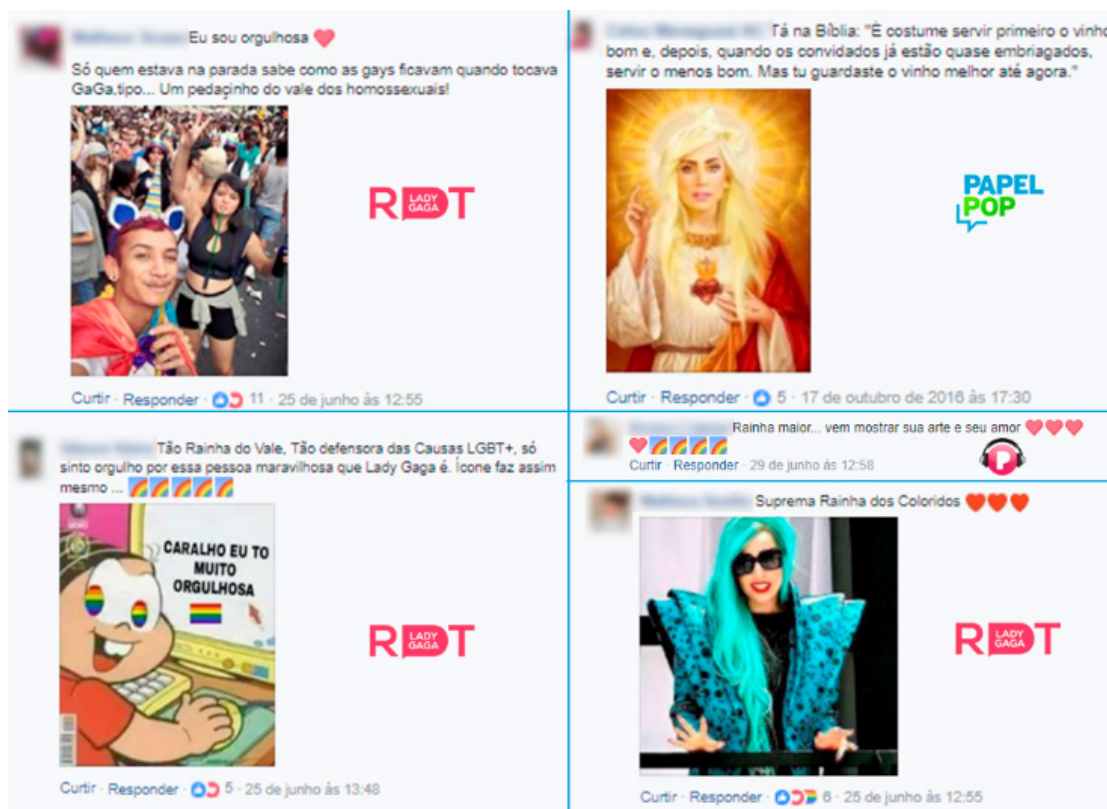 Eu sou orgulhosa
Só quem estava na parada sabe como as gays ficavam quando tocava
GaGa,tipo... Um pedaçinho do vale dos homossexuais!
RDT
LADY
GAGA
Curtir · Responder · 11 · 25 de junho às 12:55
Tá na Bíblia: "É costume servir primeiro o vinho
bom e, depois, quando os convidados já estão quase embriagados,
servir o menos bom. Mas tu guardaste o vinho melhor até agora."
PAPEL
POP
Curtir · Responder · 5 · 17 de outubro de 2016 às 17:30
Tão Rainha do Vale, Tão defensora das Causas LGBT+, só
sinto orgulho por essa pessoa maravilhosa que Lady Gaga é. Ícone faz assim
mesmo ...
CARALHO EU TO
MUITO
ORGULHOSA
RDT
LADY
GAGA
Curtir · Responder · 5 · 25 de junho às 13:48
Rainha maior... vem mostrar sua arte e seu amor
Curtir · Responder · 29 de junho às 12:58
P
Suprema Rainha dos Coloridos
RDT
LADY
GAGA
Curtir · Responder · 6 · 25 de junho às 12:55